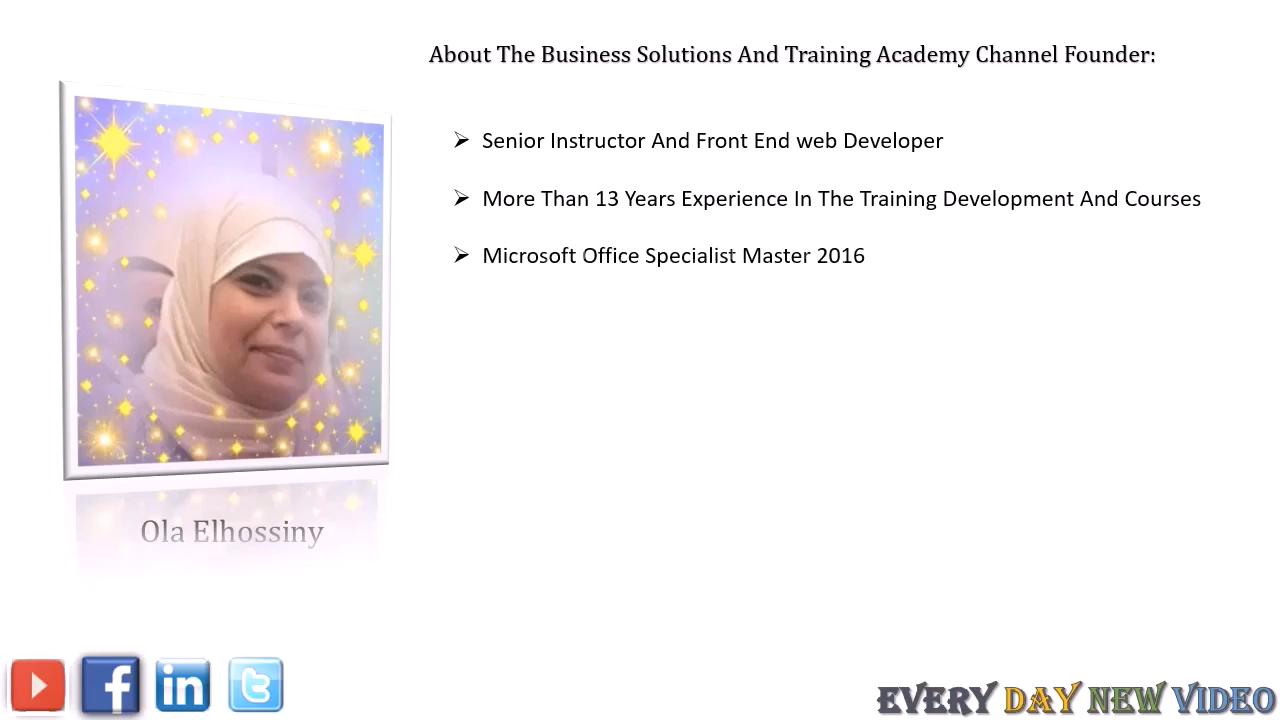 About The Business Solutions And Training Academy Channel Founder:
Senior Instructor And Front End web Developer
More Than 13 Years Experience In The Training Development And Courses
Microsoft Office Specialist Master 2016
Ola Elhossiny
EVERY DAY NEW VIDEO